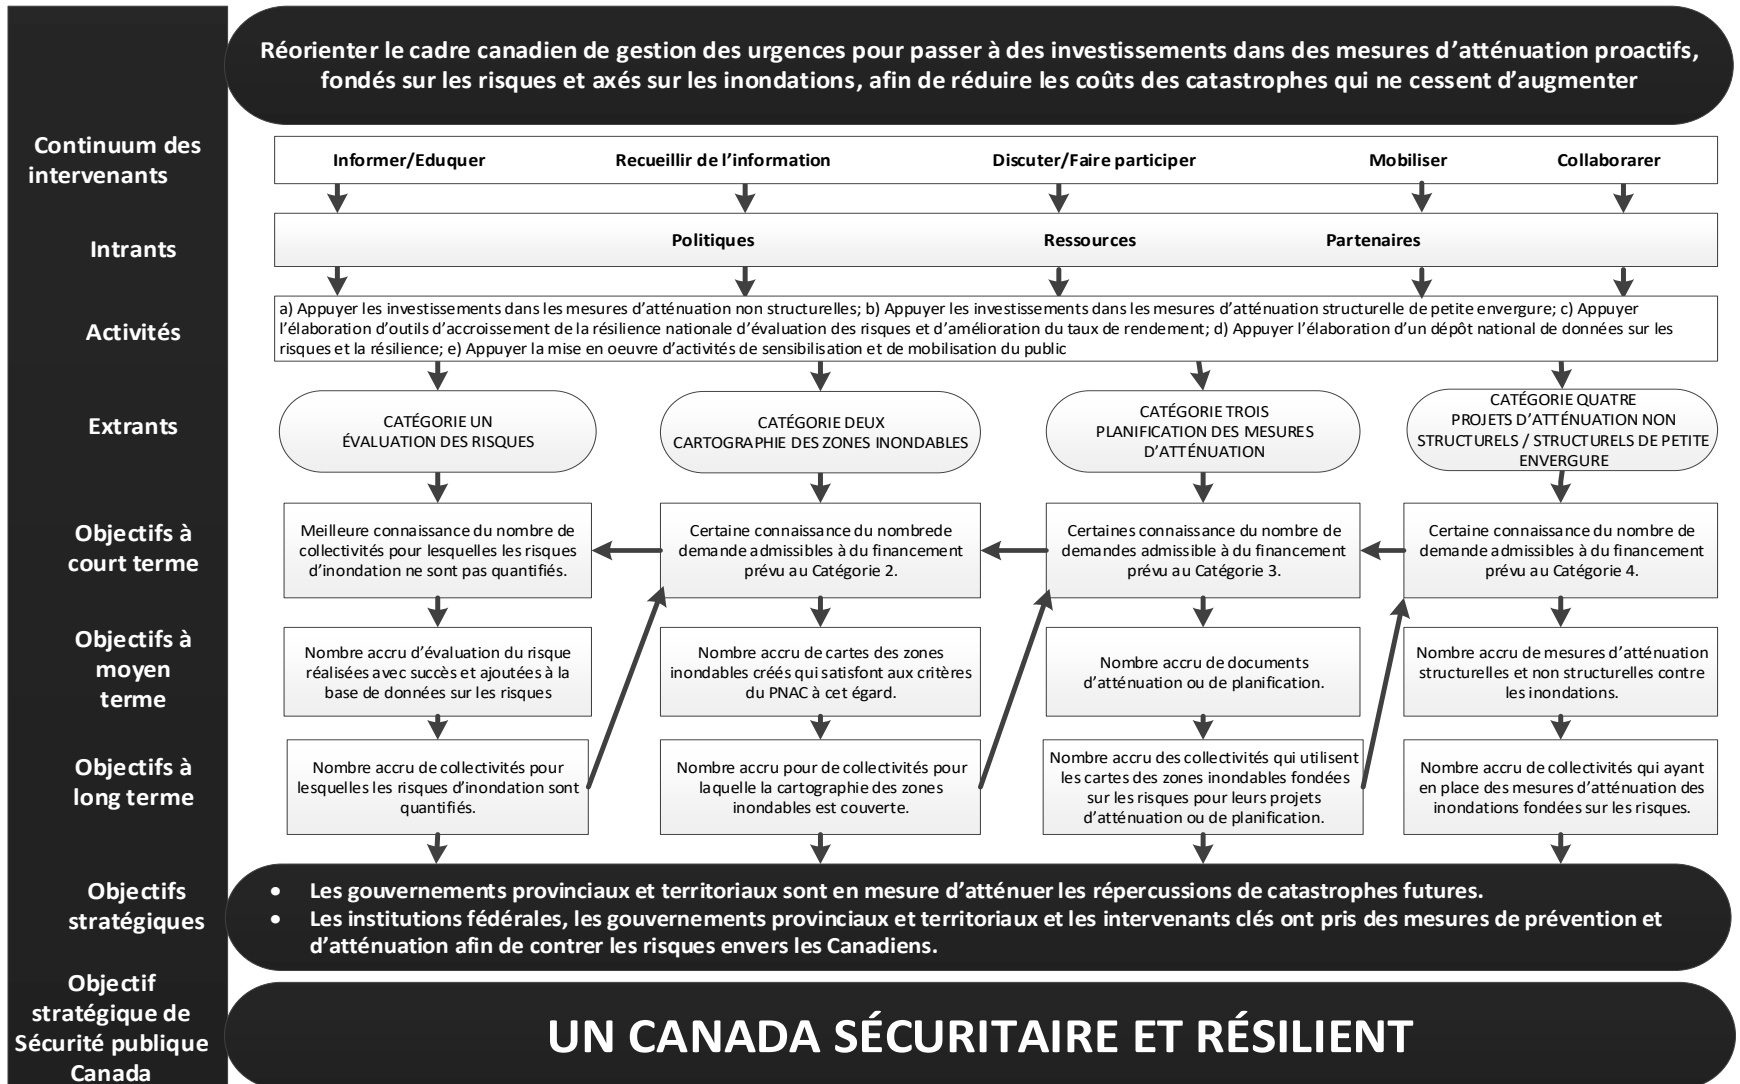 Réorienter le cadre canadien de gestion des urgences pour passer à des investissements dans des mesures d’atténuation proactifs,
fondés sur les risques et axés sur les inondations, afin de réduire les coûts des catastrophes qui ne cessent d’augmenter
Continuum des
intervenants
Informer/Eduquer
Recueillir de l’information
Discuter/Faire participer
Mobiliser
Collaborarer
Intrants
Politiques
Ressources
Partenaires
Activités
a) Appuyer les investissements dans les mesures d’atténuation non structurelles; b) Appuyer les investissements dans les mesures d’atténuation structurelle de petite envergure; c) Appuyer
l’élaboration d’outils d’accroissement de la résilience nationale d’évaluation des risques et d’amélioration du taux de rendement; d) Appuyer l’élaboration d’un dépôt national de données sur les
risques et la résilience; e) Appuyer la mise en oeuvre d’activités de sensibilisation et de mobilisation du public
Extrants
CATÉGORIE UN
ÉVALUATION DES RISQUES
CATÉGORIE DEUX
CARTOGRAPHIE DES ZONES INONDABLES
CATÉGORIE TROIS
PLANIFICATION DES MESURES
D’ATTÉNUATION
CATÉGORIE QUATRE
PROJETS D’ATTÉNUATION NON
STRUCTURELS / STRUCTURELS DE PETITE
ENVERGURE
Objectifs à
court terme
Meilleure connaissance du nombre de
collectivités pour lesquelles les risques
d’inondation ne sont pas quantifiés.
Certaine connaissance du nombrede
demande admissibles à du financement
prévu au Catégorie 2.
Certaines connaissance du nombre de
demandes admissible à du financement
prévu au Catégorie 3.
Certaine connaissance du nombre de
demande admissibles à du financement
prévu au Catégorie 4.
Objectifs à
moyen
terme
Nombre accru d’évaluation du risque
réalisées avec succès et ajoutées à la
base de données sur les risques
Nombre accru de cartes des zones
inondables créés qui satisfont aux critères
du PNAC à cet égard.
Nombre accru de documents
d’atténuation ou de planification.
Nombre accru de mesures d’atténuation
structurelles et non structurelles contre
les inondations.
Objectifs à
long terme
Nombre accru de collectivités pour
lesquelles les risques d’inondation sont
quantifiés.
Nombre accru pour de collectivités pour
laquelle la cartographie des zones
inondables est couverte.
Nombre accru des collectivités qui utilisent
les cartes des zones inondables fondées
sur les risques pour leurs projets
d’atténuation ou de planification.
Nombre accru de collectivités qui ayant
en place des mesures d’atténuation des
inondations fondées sur les risques.
Objectifs
stratégiques
• Les gouvernements provinciaux et territoriaux sont en mesure d’atténuer les répercussions de catastrophes futures.
• Les institutions fédérales, les gouvernements provinciaux et territoriaux et les intervenants clés ont pris des mesures de prévention et
d’atténuation afin de contrer les risques envers les Canadiens.
Objectif
stratégique de
Sécurité publique
Canada
UN CANADA SÉCURITAIRE ET RÉSILIENT